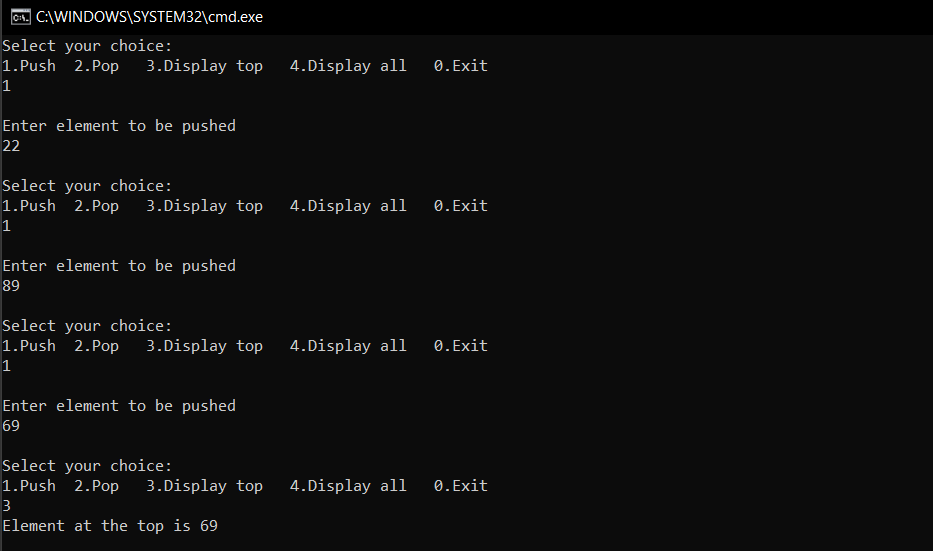 C:\WINDOWS\SYSTEM32\cmd.exe
Select your choice:
1.Push  2.Pop   3.Display top   4.Display all   0.Exit
1
Enter element to be pushed
22
Select your choice:
1.Push  2.Pop   3.Display top   4.Display all   0.Exit
1
Enter element to be pushed
89
Select your choice:
1.Push  2.Pop   3.Display top   4.Display all   0.Exit
1
Enter element to be pushed
69
Select your choice:
1.Push  2.Pop   3.Display top   4.Display all   0.Exit
3
Element at the top is 69